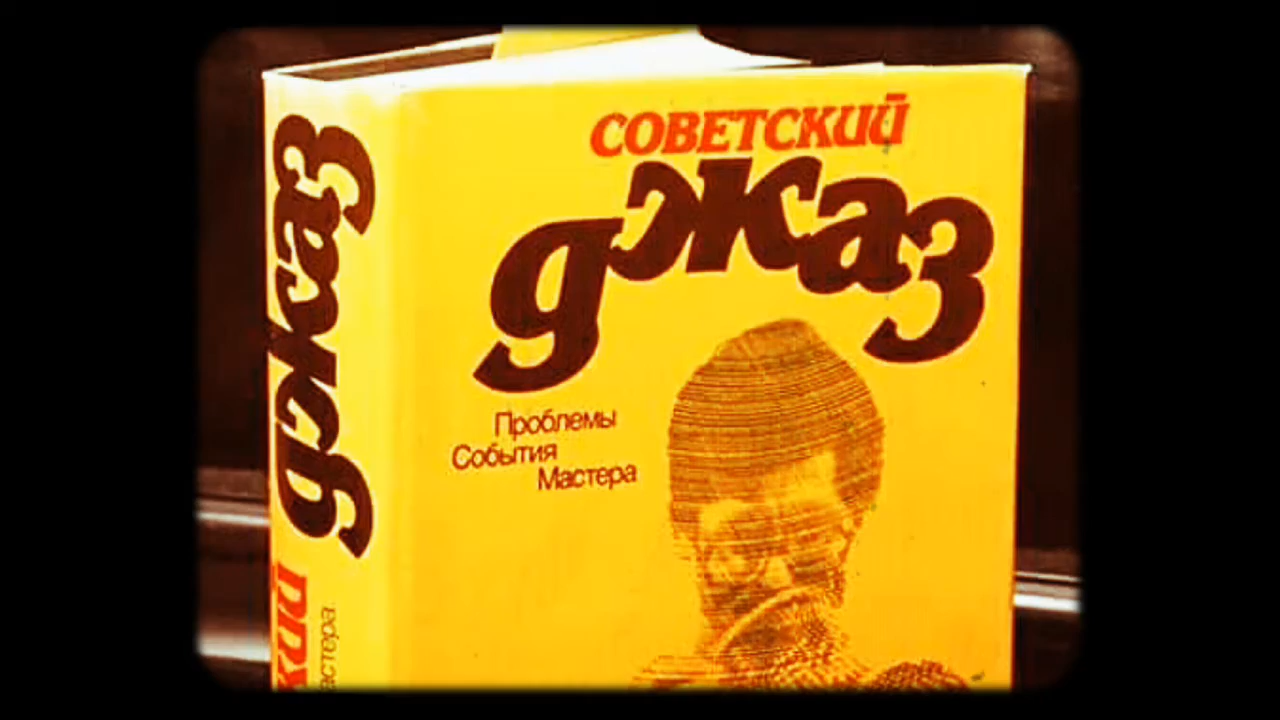 СОВЕТСКИЙ
джаз
Проблемы
События
Мастера
джаз